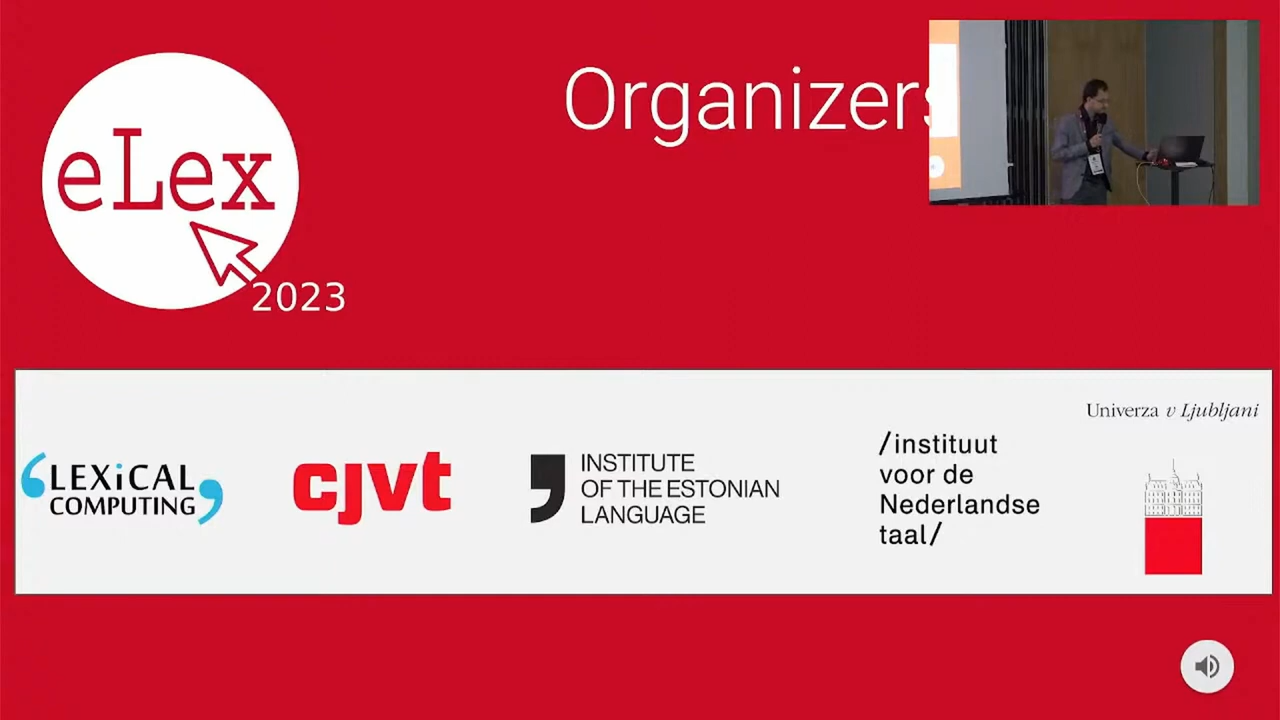 Organizers
eLex
2023
LEXiCAL
COMPUTING
cjvt
INSTITUTE
OF THE ESTONIAN
LANGUAGE
/instituut
voor de
Nederlandse
taal/
Univerza v Ljubljani